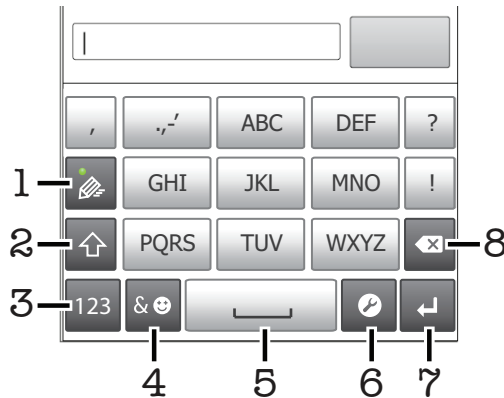 , .,-′ ABC DEF ?
1 GHI JKL MNO !
2 PQRS TUV WXYZ 8
3 123 &
4 5 6 7